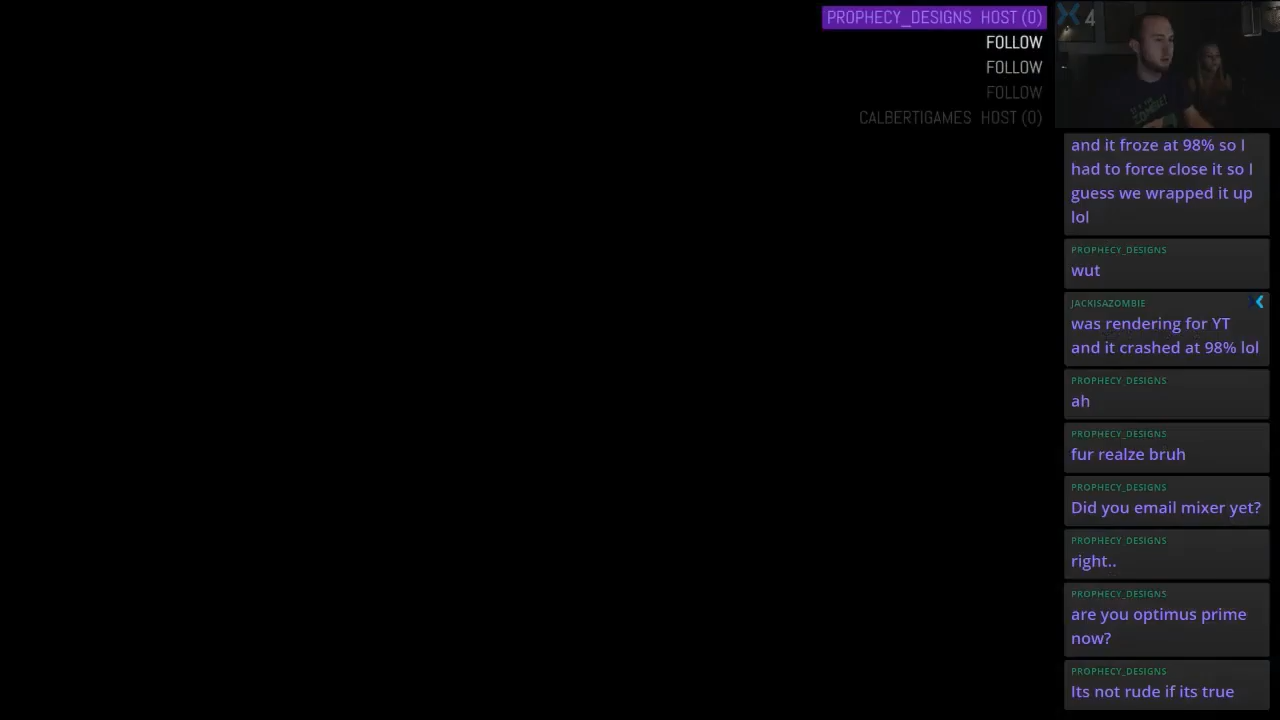 PROPHECY_DESIGNS HOST (0)
FOLLOW
FOLLOW
FOLLOW
CALBERTIGAMES HOST (0)
4
and it froze at 98% so I
had to force close it so I
guess we wrapped it up
lol
PROPHECY_DESIGNS
wut
JACKISAZOMBIE
was rendering for YT
and it crashed at 98% lol
PROPHECY_DESIGNS
ah
PROPHECY_DESIGNS
fur realze bruh
PROPHECY_DESIGNS
Did you email mixer yet?
PROPHECY_DESIGNS
right..
PROPHECY_DESIGNS
are you optimus prime
now?
PROPHECY_DESIGNS
Its not rude if its true